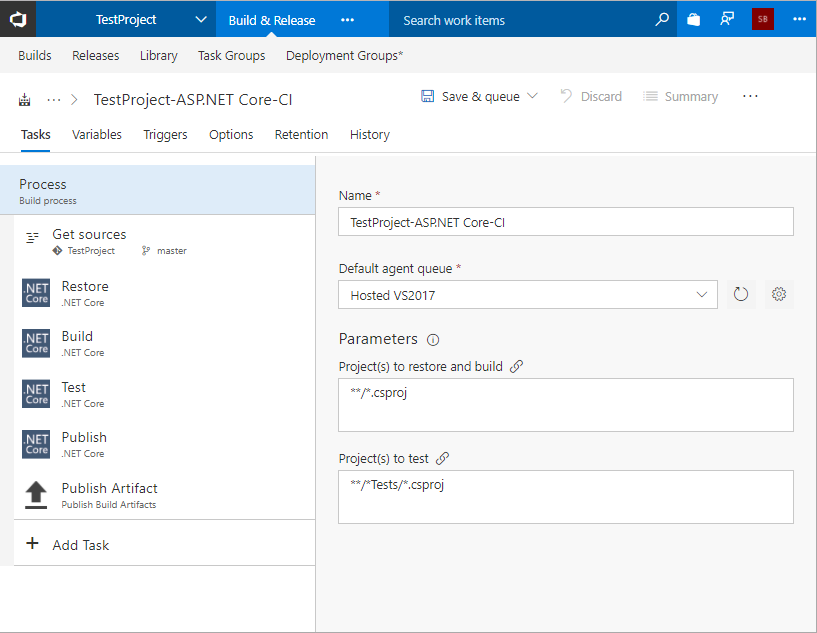 TestProject Build & Release ··· Search work items SB ···
Builds Releases Library Task Groups Deployment Groups*
··· > TestProject-ASP.NET Core-CI Save & queue Discard Summary ···
Tasks Variables Triggers Options Retention History
Process
Build process
Get sources
TestProject master
.NET Core
Restore
.NET Core
.NET Core
Build
.NET Core
.NET Core
Test
.NET Core
.NET Core
Publish
.NET Core
Publish Artifact
Publish Build Artifacts
+ Add Task
Name *
TestProject-ASP.NET Core-CI
Default agent queue *
Hosted VS2017
Parameters
Project(s) to restore and build
**/*.csproj
Project(s) to test
**/*Tests/*.csproj